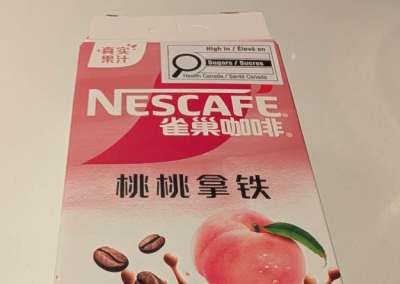 +真实
果汁
High in / Élevé en
Sugars / Sucres
Health Canada / Santé Canada
NESCAFÉ
雀巢咖啡®
桃桃拿铁